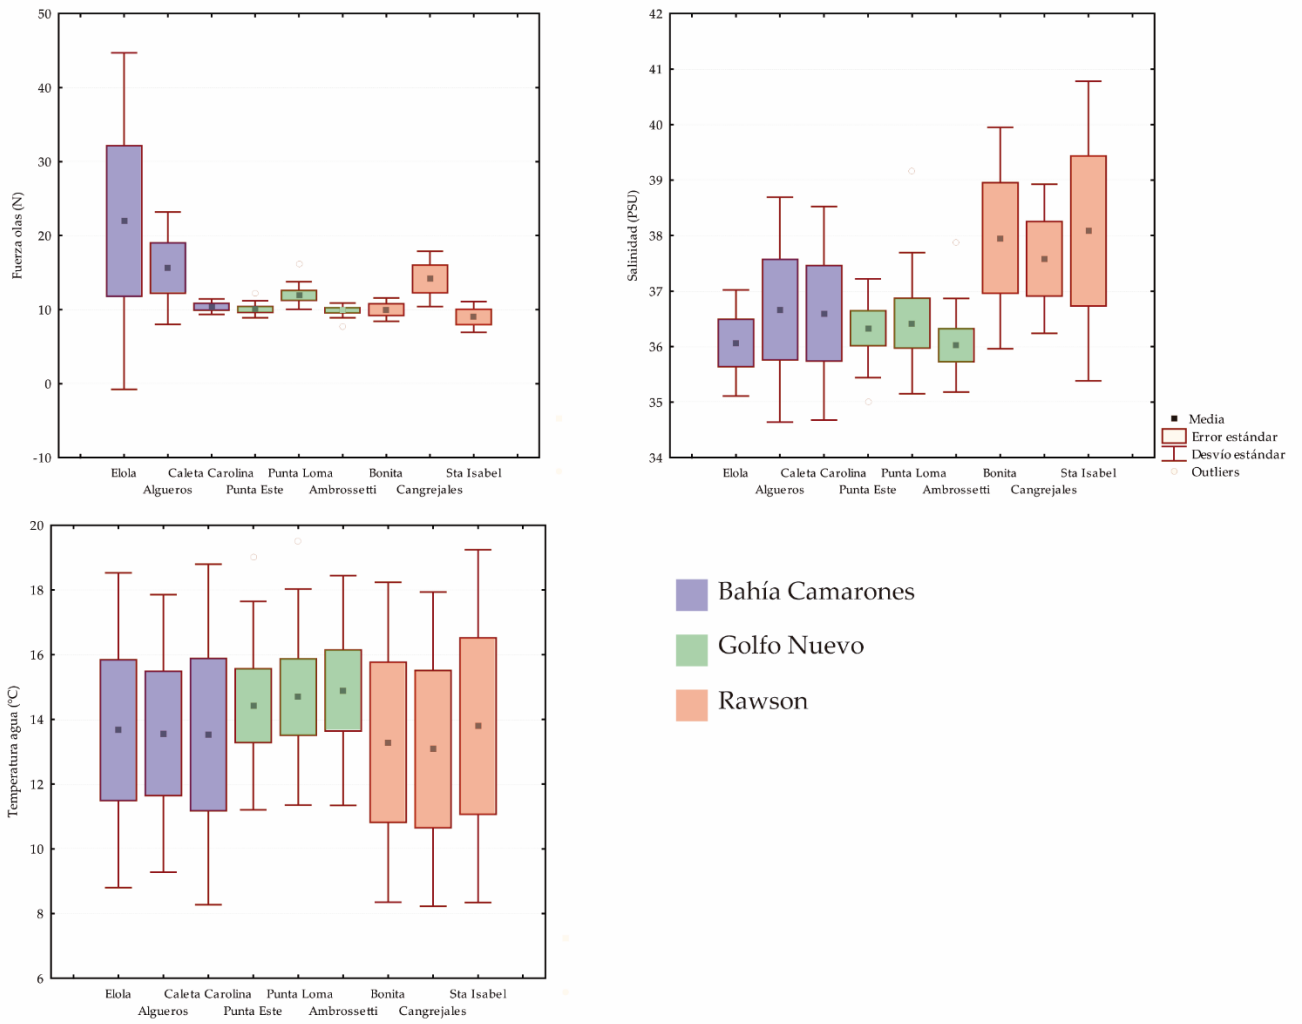 50
40
30
20
10
0
-10
Fuerza olas (N)
Elola Caleta Carolina Punta Loma Bonita Sta Isabel
Algueros Punta Este Ambrossetti Cangrejales
42
41
40
39
38
37
36
35
34
Salinidad (PSU)
Elola Caleta Carolina Punta Loma Bonita Sta Isabel
Algueros Punta Este Ambrossetti Cangrejales
Media
Error estándar
Desvío estándar
Outliers
20
18
16
14
12
10
8
6
Temperatura agua (°C)
Elola Caleta Carolina Punta Loma Bonita Sta Isabel
Algueros Punta Este Ambrossetti Cangrejales
Bahía Camarones
Golfo Nuevo
Rawson